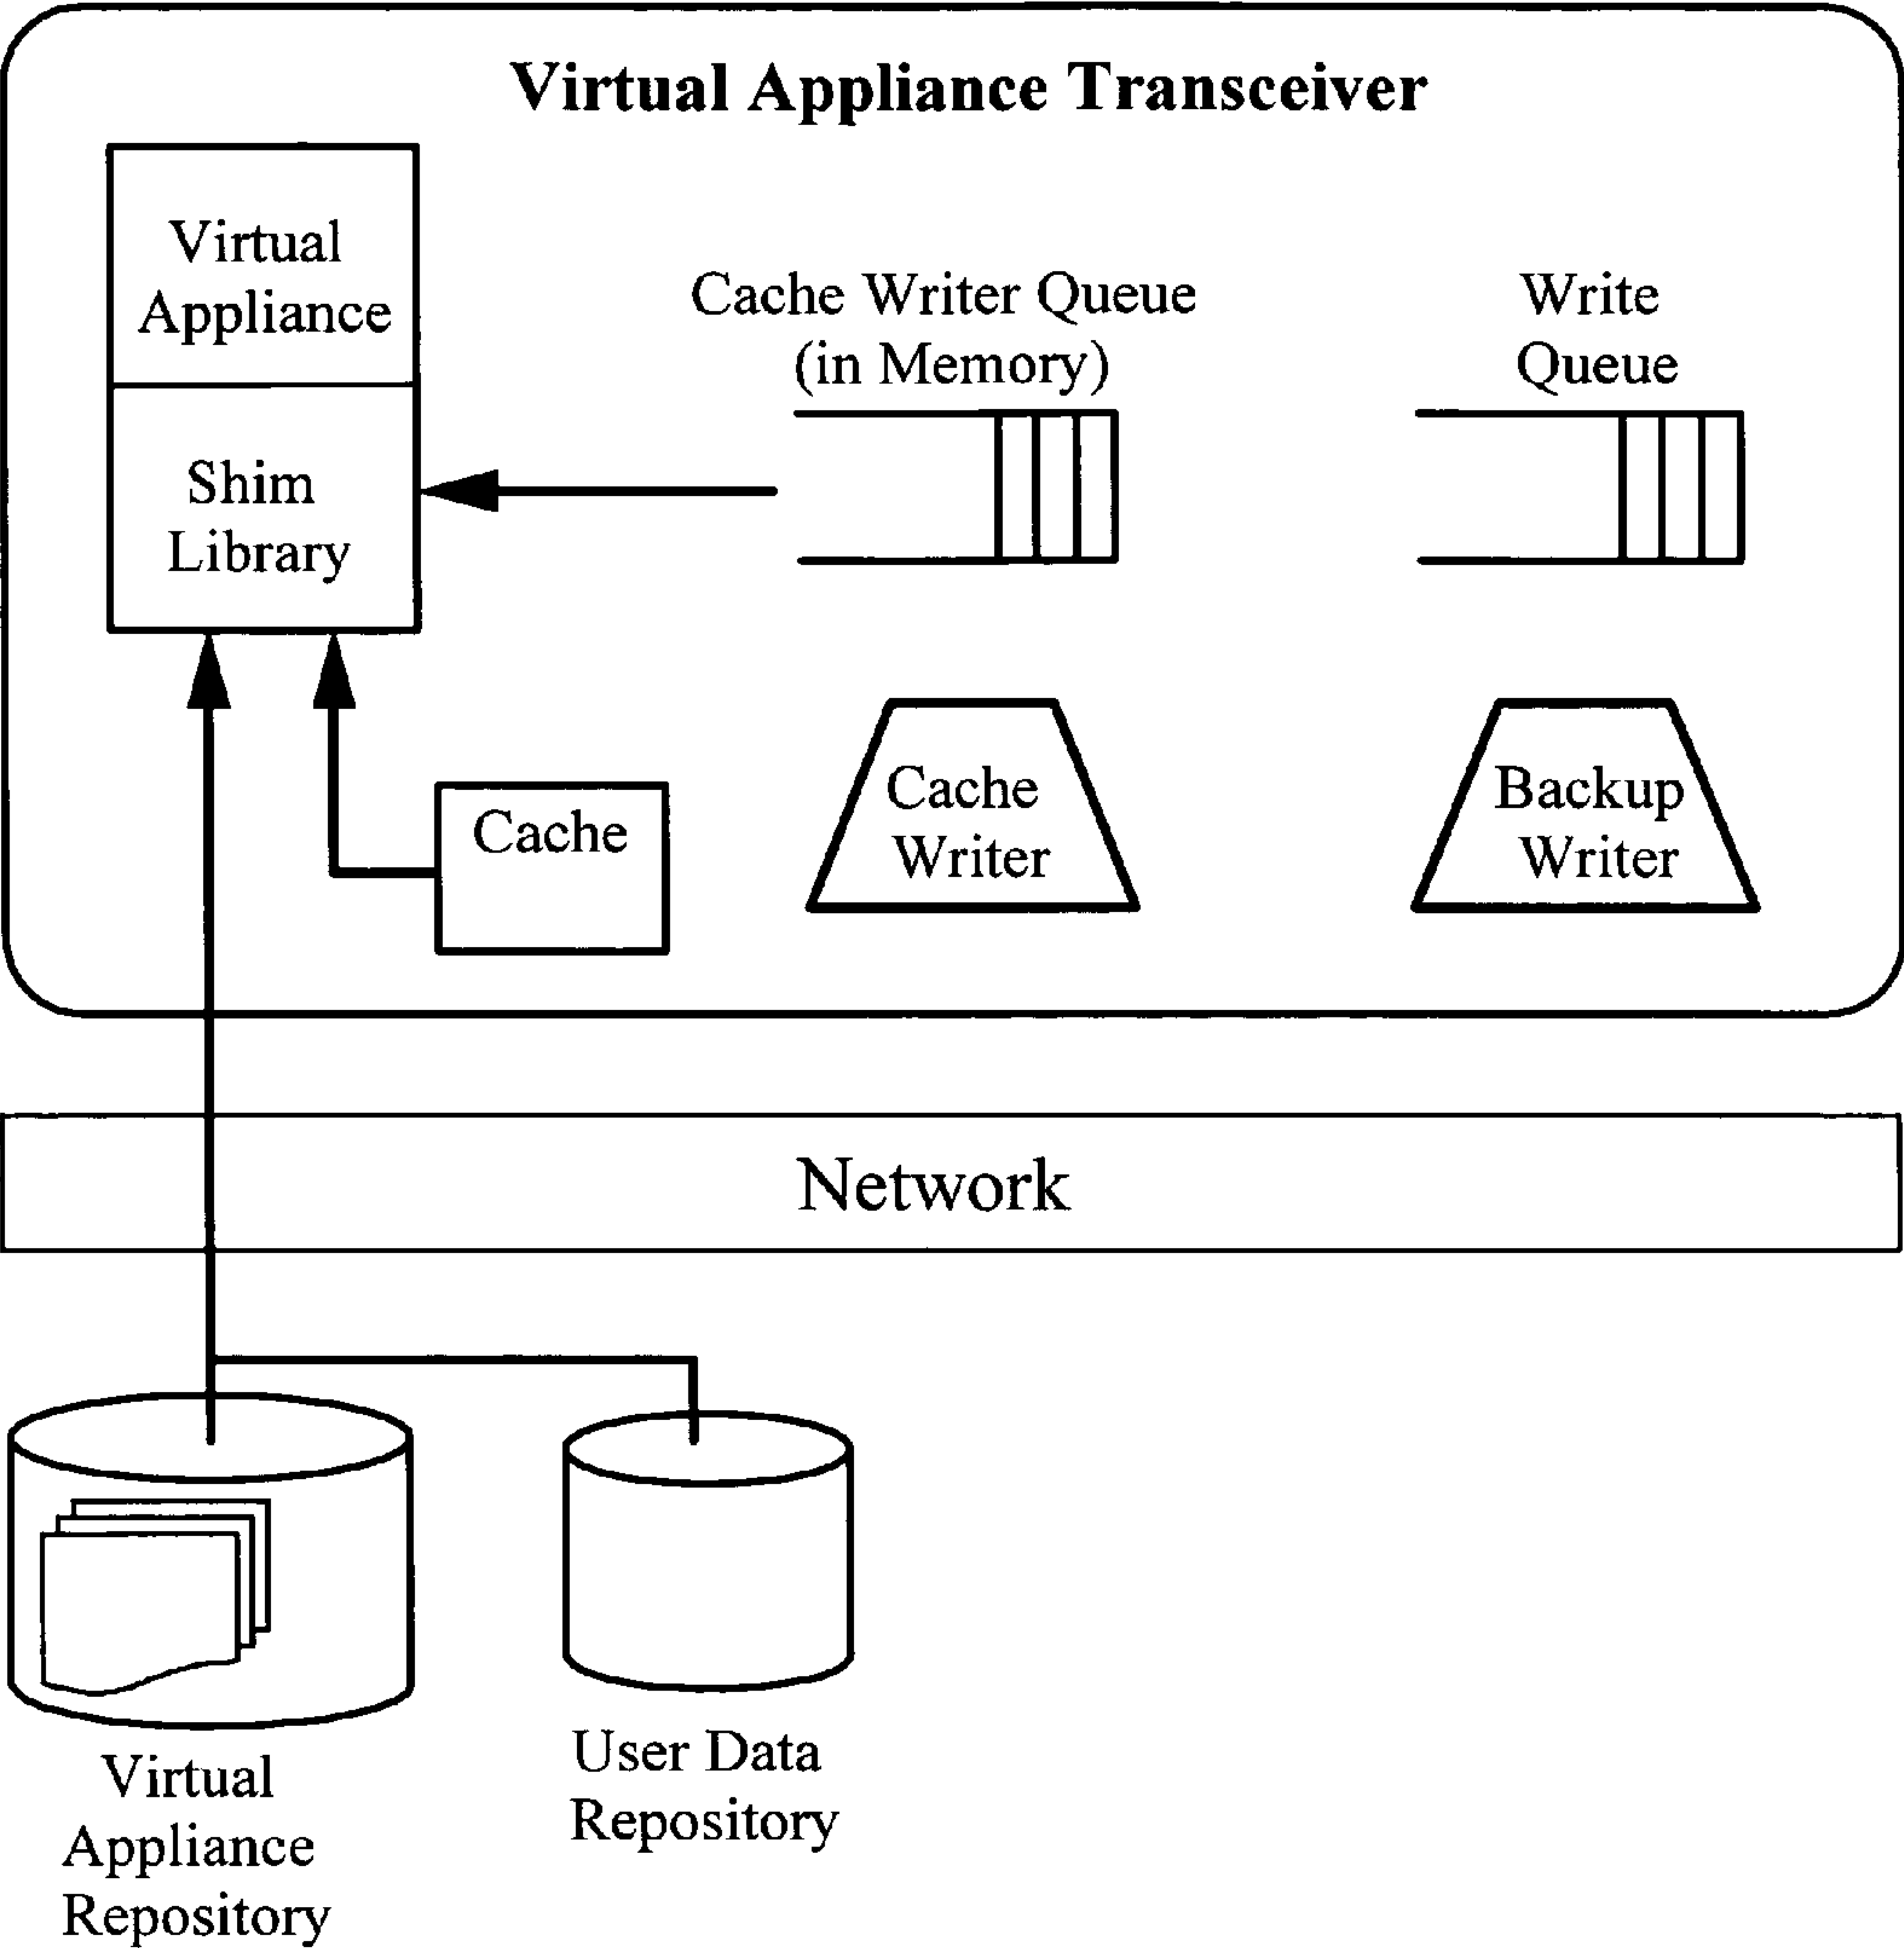 Virtual Appliance Transceiver
Virtual
Appliance
Shim
Library
Cache Writer Queue
(in Memory)
Write
Queue
Cache
Cache
Writer
Backup
Writer
Network
Virtual
Appliance
Repository
User Data
Repository